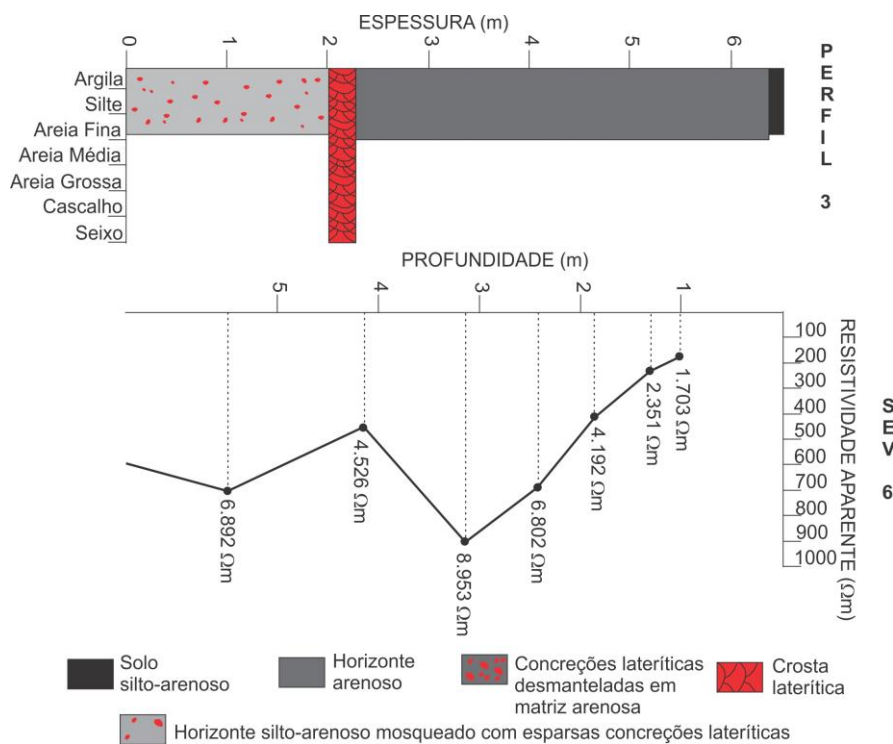 ESPESSURA (m)
0 1 2 3 4 5 6
Argila
Silte
Areia Fina
Areia Média
Areia Grossa
Cascalho
Seixo
PERFIL 3
PROFUNDIDADE (m)
5 4 3 2 1
100
200
300
400
500
600
700
800
900
1000
RESISTIVIDADE APARENTE (Ωm)
SEV 6
6.892 Ωm
4.526 Ωm
8.953 Ωm
6.802 Ωm
4.192 Ωm
2.351 Ωm
1.703 Ωm
Solo
silto-arenoso
Horizonte
arenoso
Concreções lateríticas
desmanteladas em
matriz arenosa
Crosta
laterítica
Horizonte silto-arenoso mosqueado com esparsas concreções lateríticas